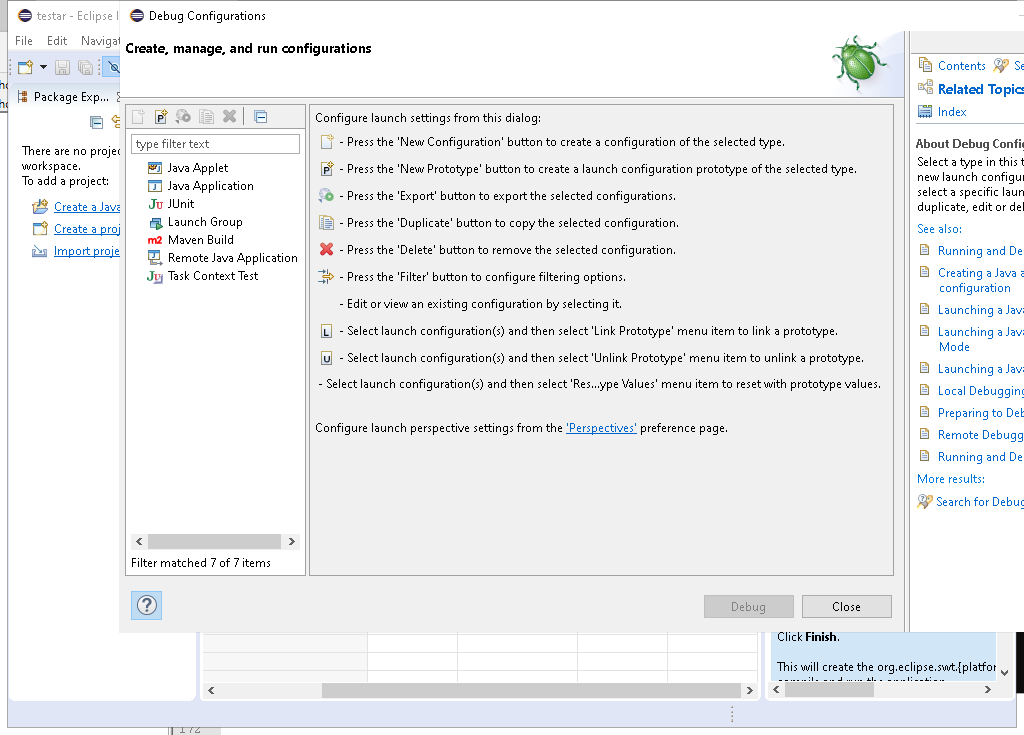 testar - Eclipse I
Debug Configurations
File Edit Navigat
Create, manage, and run configurations
Package Exp...
There are no projec
workspace.
To add a project:
Create a Java
Create a proj
Import proje
type filter text
Java Applet
Java Application
JUnit
Launch Group
Maven Build
Remote Java Application
Task Context Test
Filter matched 7 of 7 items
Configure launch settings from this dialog:
- Press the 'New Configuration' button to create a configuration of the selected type.
- Press the 'New Prototype' button to create a launch configuration prototype of the selected type.
- Press the 'Export' button to export the selected configurations.
- Press the 'Duplicate' button to copy the selected configuration.
- Press the 'Delete' button to remove the selected configuration.
- Press the 'Filter' button to configure filtering options.
- Edit or view an existing configuration by selecting it.
- Select launch configuration(s) and then select 'Link Prototype' menu item to link a prototype.
- Select launch configuration(s) and then select 'Unlink Prototype' menu item to unlink a prototype.
- Select launch configuration(s) and then select 'Res...ype Values' menu item to reset with prototype values.
Configure launch perspective settings from the 'Perspectives' preference page.
Debug
Close
Contents Se
Related Topics
Index
About Debug Config
Select a type in this t
new launch configur
select a specific laun
duplicate, edit or del
See also:
Running and De
Creating a Java a
configuration
Launching a Java
Launching a Java
Mode
Launching a Java
Local Debugging
Preparing to Deb
Remote Debugg
Running and De
More results:
Search for Debug
Click Finish.
This will create the org.eclipse.swt.{platfor
172